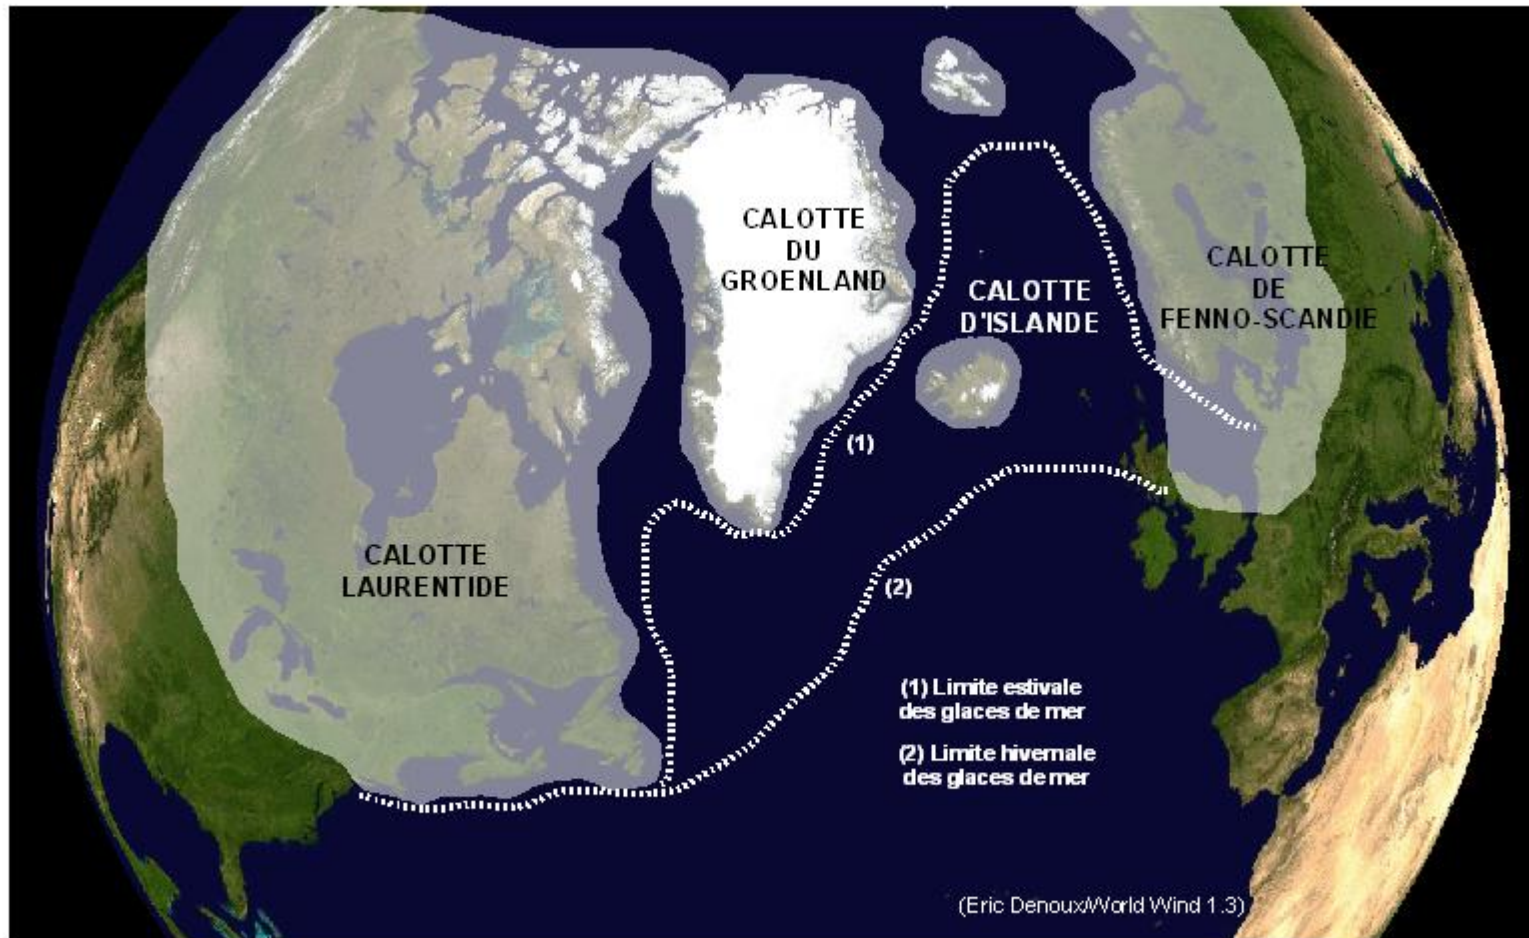 CALOTTE
DU
GROENLAND
CALOTTE
D'ISLANDE
CALOTTE
DE
FENNO-SCANDIE
(1)
CALOTTE
LAURENTIDE
(2)
(1) Limite estivale
des glaces de mer
(2) Limite hivernale
des glaces de mer
(Eric Denoux/World Wind 1.3)